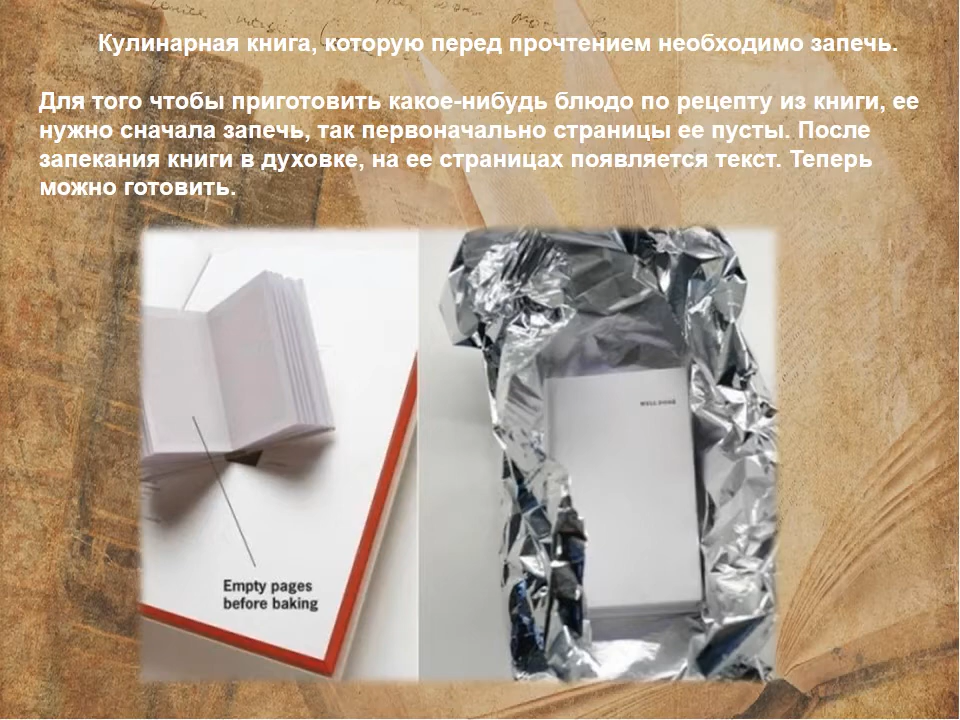 Кулинарная книга, которую перед прочтением необходимо запечь.
Для того чтобы приготовить какое-нибудь блюдо по рецепту из книги, ее
нужно сначала запечь, так первоначально страницы ее пусты. После
запекания книги в духовке, на ее страницах появляется текст. Теперь
можно готовить.
WELL DONE
Empty pages
before baking